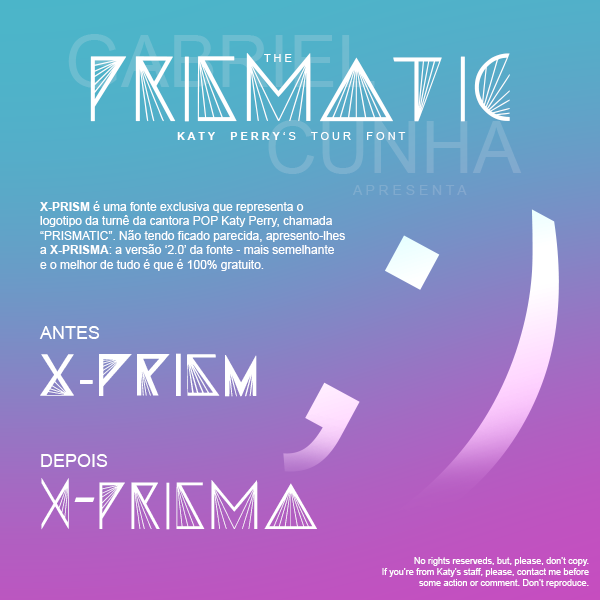 GABRIEL
THE
PRISMATIC
KATY PERRY'S TOUR FONT
CUNHA
APRESENTA
X-PRISM é uma fonte exclusiva que representa o
logotipo da turnê da cantora POP Katy Perry, chamada
“PRISMATIC”. Não tendo ficado parecida, apresento-lhes
a X-PRISMA: a versão ‘2.0’ da fonte - mais semelhante
e o melhor de tudo é que é 100% gratuito.
ANTES
X-PRISM
DEPOIS
X-PRISMA
;)
No rights reserveds, but, please, don't copy.
If you're from Katy's staff, please, contact me before
some action or comment. Don't reproduce.